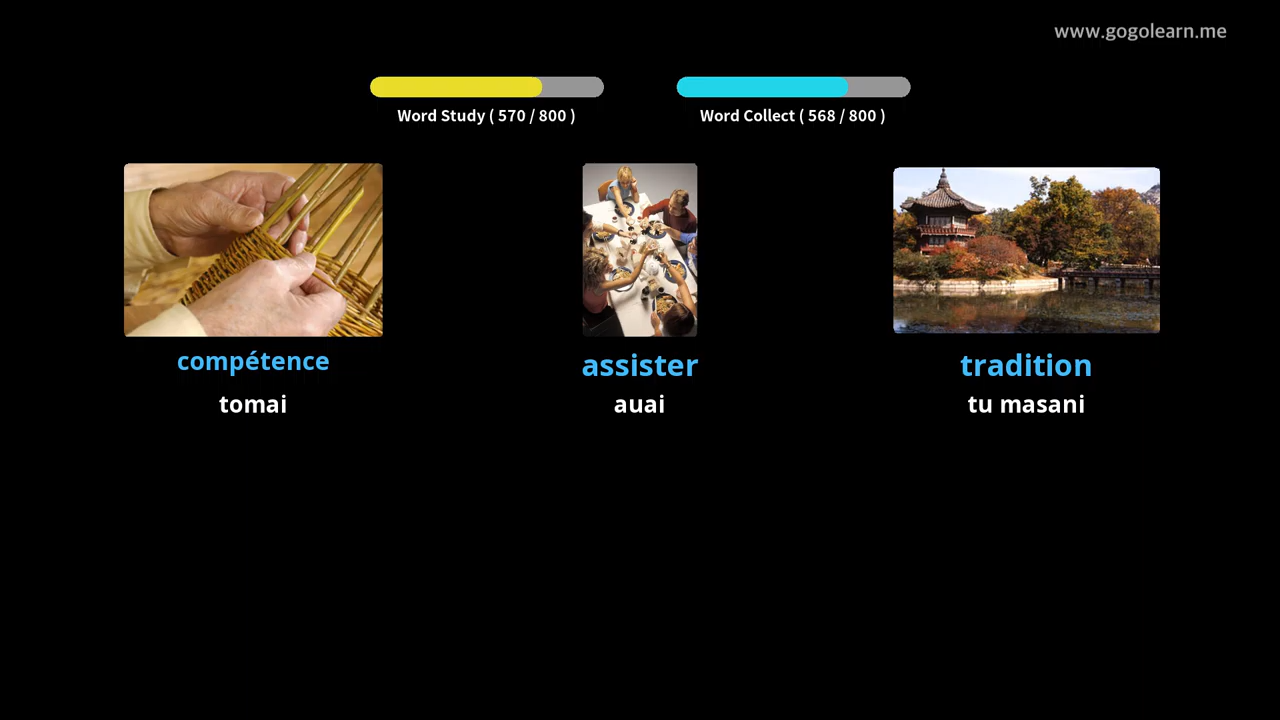 www.gogolearn.me
Word Study ( 570 / 800 )
Word Collect ( 568 / 800 )
compétence
assister
tradition
tomai
auai
tu masani